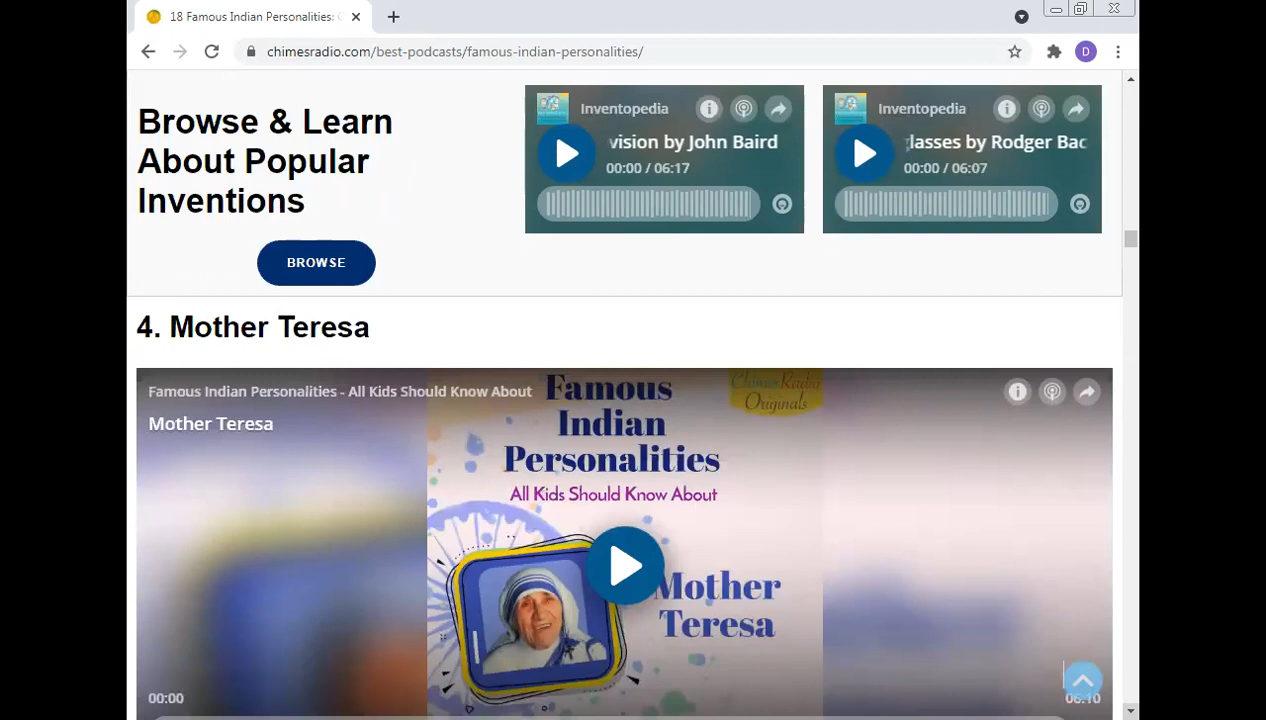 18 Famous Indian Personalities:
D
chimesradio.com/best-podcasts/famous-indian-personalities/
Browse & Learn
About Popular
Inventions
BROWSE
Inventopedia
vision by John Baird
00:00 / 06:17
Inventopedia
by Rodger
00:00 / 06:07
4. Mother Teresa
Famous Indian Personalities - All Kids Should Know About
Mother Teresa
Chimes Radio
Originals
Famous
Indian
Personalities
All Kids Should Know About
Mother
Teresa
00:00
06:10